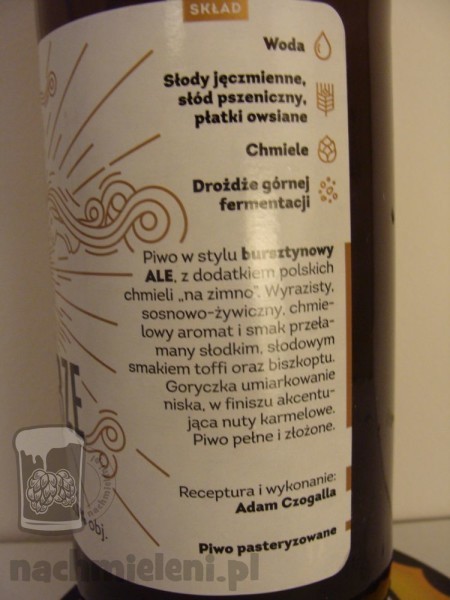 SKŁAD
Woda
Słody jęczmienne,
słód pszeniczny,
płatki owsiane
Chmiele
Drożdże górnej
fermentacji
Piwo w stylu bursztynowy
ALE, z dodatkiem polskich
chmieli „na zimno”. Wyrazisty,
sosnowo-żywiczny, chmie-
lowy aromat i smak przeła-
many słodkim, słodowym
smakiem toffi oraz biszkoptu.
Goryczka umiarkowanie
niska, w finiszu akcentu-
jąca nuty karmelowe.
Piwo pełne i złożone.
Receptura i wykonanie:
Adam Czogalla
obj.
Piwo pasteryzowane
nachmieleni.pl